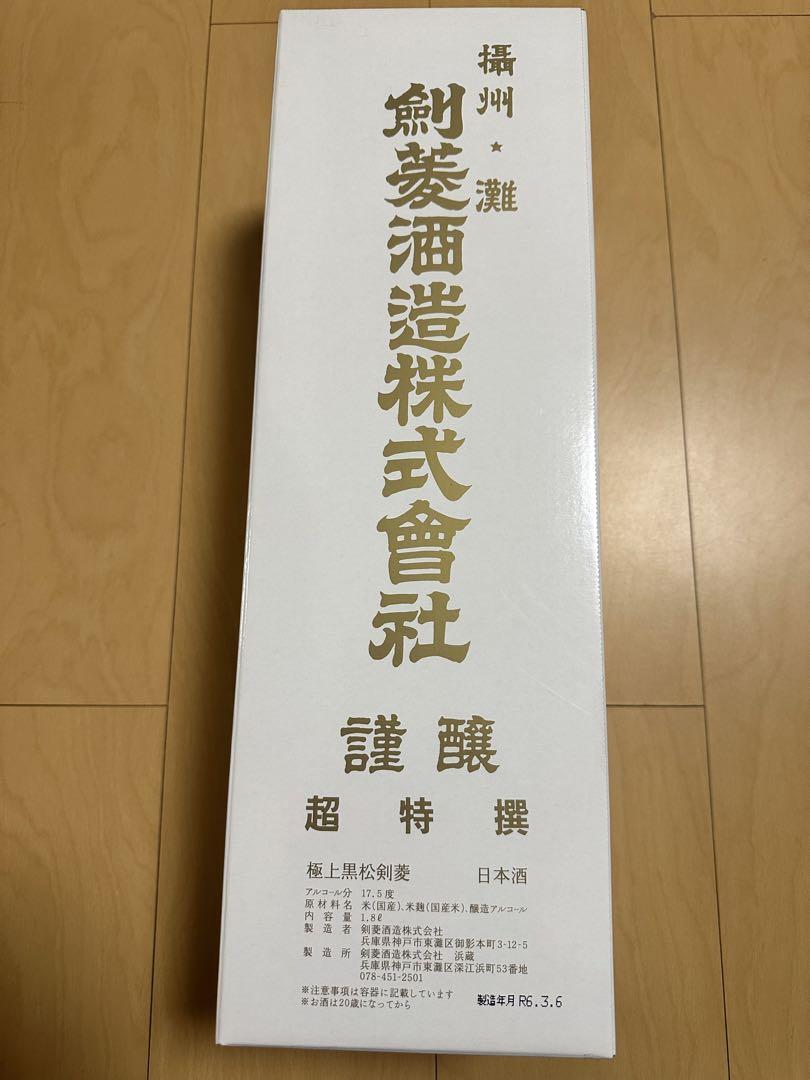 攝州★灘
劍菱酒造株式會社
謹醸
超特撰
極上黒松剣菱 日本酒
アルコール分 17.5度
原材料名 米(国産)、米麹(国産米)、醸造アルコール
内容量 1.8ℓ
製造者 剣菱酒造株式会社
兵庫県神戸市東灘区御影本町3-12-5
製造所 剣菱酒造株式会社 浜蔵
兵庫県神戸市東灘区深江浜町53番地
078-451-2501
※注意事項は容器に記載しています
※お酒は20歳になってから
製造年月 R6.3.6